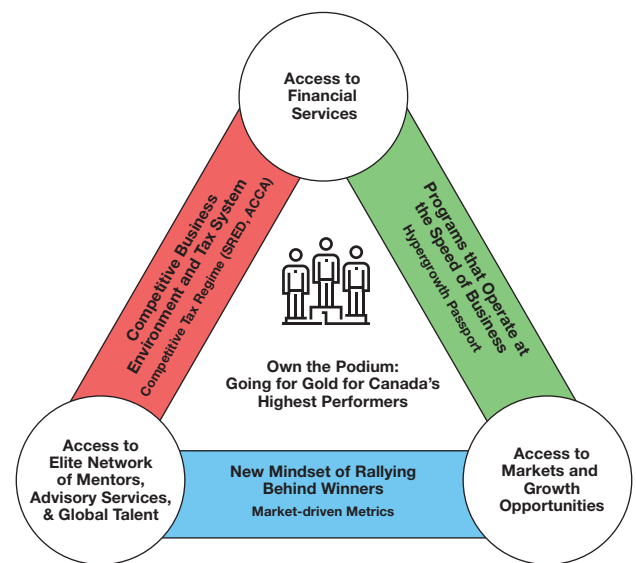 Access to
Financial
Services
Competitive Business
Environment and Tax System
Competitive Tax Regime (SRED, ACCA)
Programs that Operate at
the Speed of Business
Hypergrowth Passport
1
Own the Podium:
Going for Gold for Canada’s
Highest Performers
Access to
Elite Network
of Mentors,
Advisory Services,
& Global Talent
New Mindset of Rallying
Behind Winners
Market-driven Metrics
Access to
Markets and
Growth
Opportunities